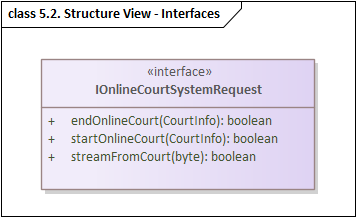 class 5.2. Structure View - Interfaces
«interface»
IOnlineCourtSystemRequest
+ endOnlineCourt(CourtInfo): boolean
+ startOnlineCourt(CourtInfo): boolean
+ streamFromCourt(byte): boolean